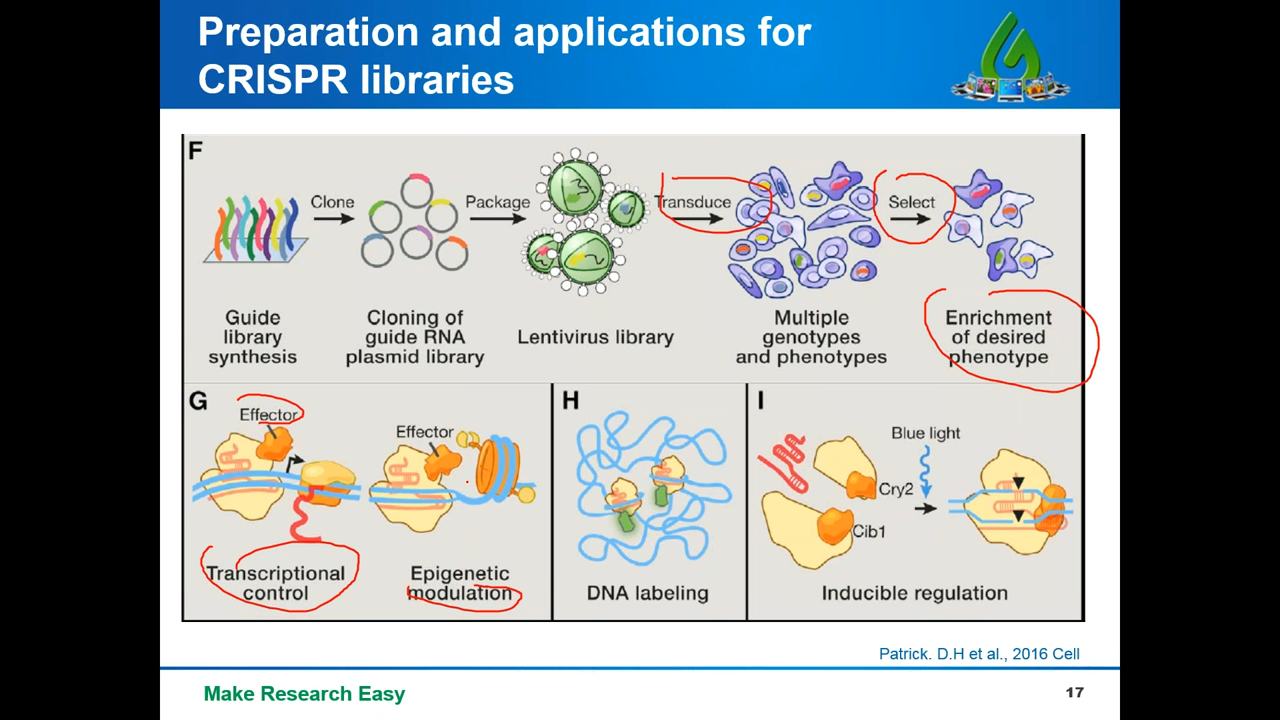 Preparation and applications for
CRISPR libraries
F
Clone
Package
Transduce
Select
Guide
library
synthesis
Cloning of
guide RNA
plasmid library
Lentivirus library
Multiple
genotypes
and phenotypes
Enrichment
of desired
phenotype
G
Effector
Effector
Transcriptional
control
Epigenetic
modulation
H
DNA labeling
I
Blue light
Cry2
Cib1
Inducible regulation
Patrick. D.H et al., 2016 Cell
Make Research Easy
17